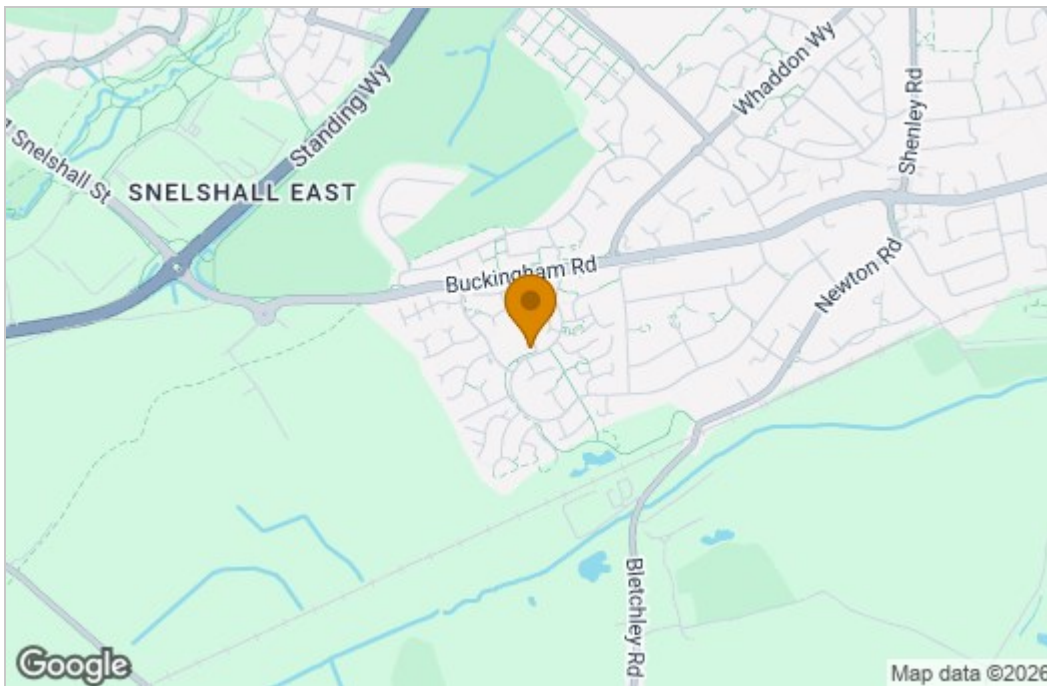 Whaddon Wy
Standing Wy
Shenley Rd
Snelshall St
SNELSHALL EAST
Buckingham Rd
Newton Rd
Bletchley Rd
Google
Map data ©2026